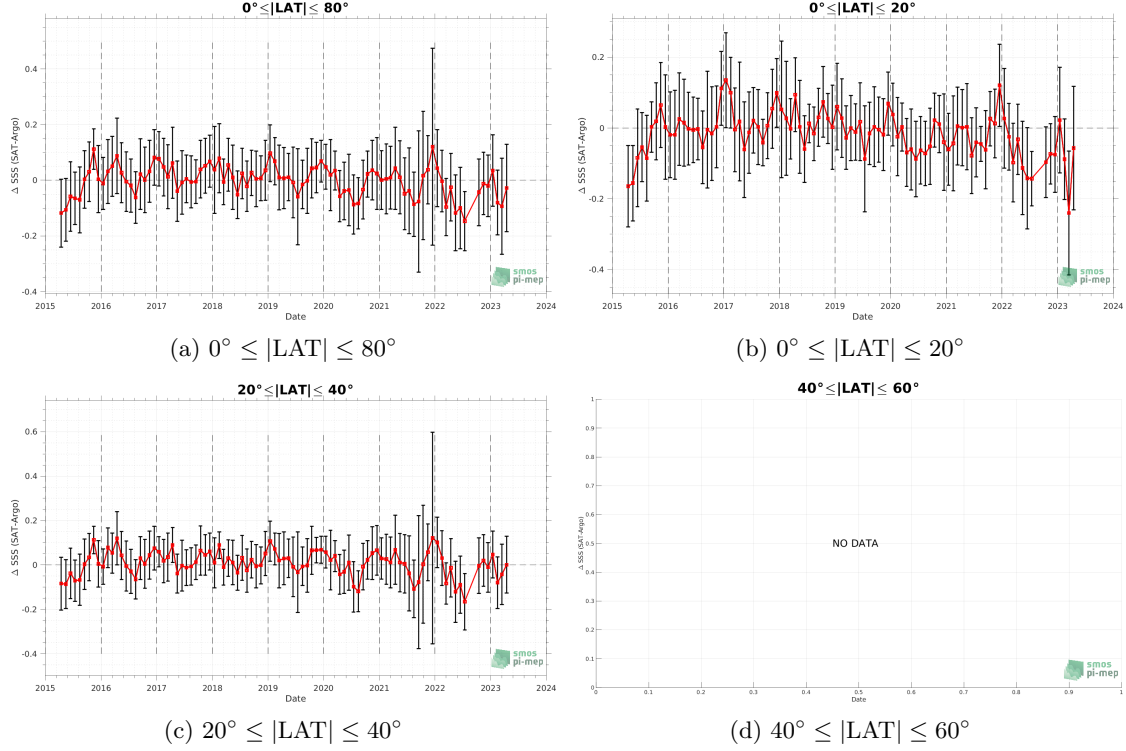 0°≤|LAT|≤ 80°
Δ SSS (SAT-Argo)
0.4
0.2
0
-0.2
-0.4
2015 2016 2017 2018 2019 2020 2021 2022 2023 2024
Date
smos
pi-mep
(a) 0° ≤ |LAT| ≤ 80°
0°≤|LAT|≤ 20°
Δ SSS (SAT-Argo)
0.2
0
-0.2
-0.4
2015 2016 2017 2018 2019 2020 2021 2022 2023 2024
Date
smos
pi-mep
(b) 0° ≤ |LAT| ≤ 20°
20°≤|LAT|≤ 40°
Δ SSS (SAT-Argo)
0.6
0.4
0.2
0
-0.2
-0.4
2015 2016 2017 2018 2019 2020 2021 2022 2023 2024
Date
smos
pi-mep
(c) 20° ≤ |LAT| ≤ 40°
40°≤|LAT|≤ 60°
Δ SSS (SAT-Argo)
1
0.9
0.8
0.7
0.6
0.5
0.4
0.3
0.2
0.1
0
NO DATA
0 0.1 0.2 0.3 0.4 0.5 0.6 0.7 0.8 0.9 1
Date
smos
pi-mep
(d) 40° ≤ |LAT| ≤ 60°